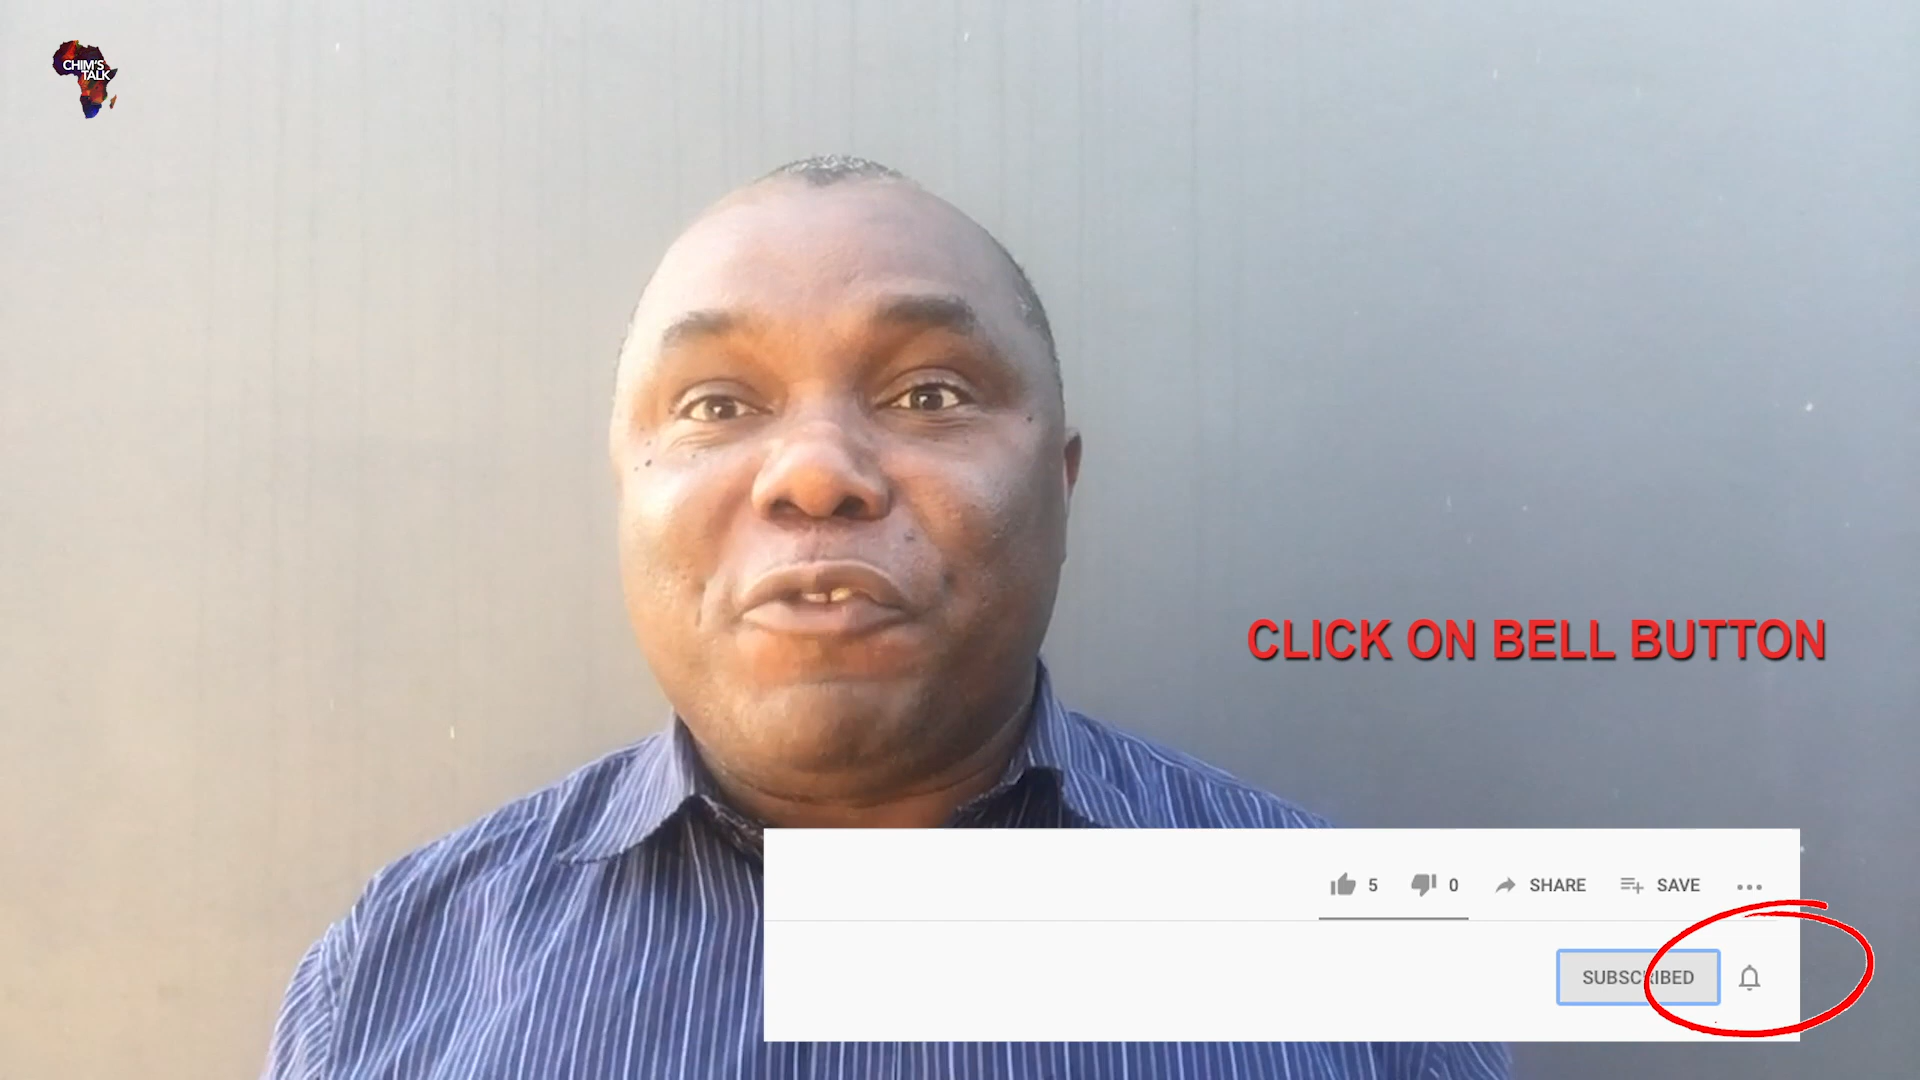 CHIM'S
TALK
CLICK ON BELL BUTTON
5 0 SHARE SAVE
SUBSCRIBED